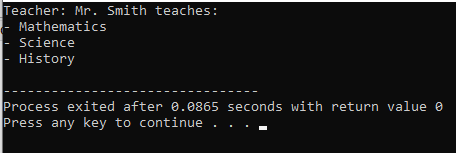 Teacher: Mr. Smith teaches:
- Mathematics
- Science
- History
--------------------------------
Process exited after 0.0865 seconds with return value 0
Press any key to continue . . .